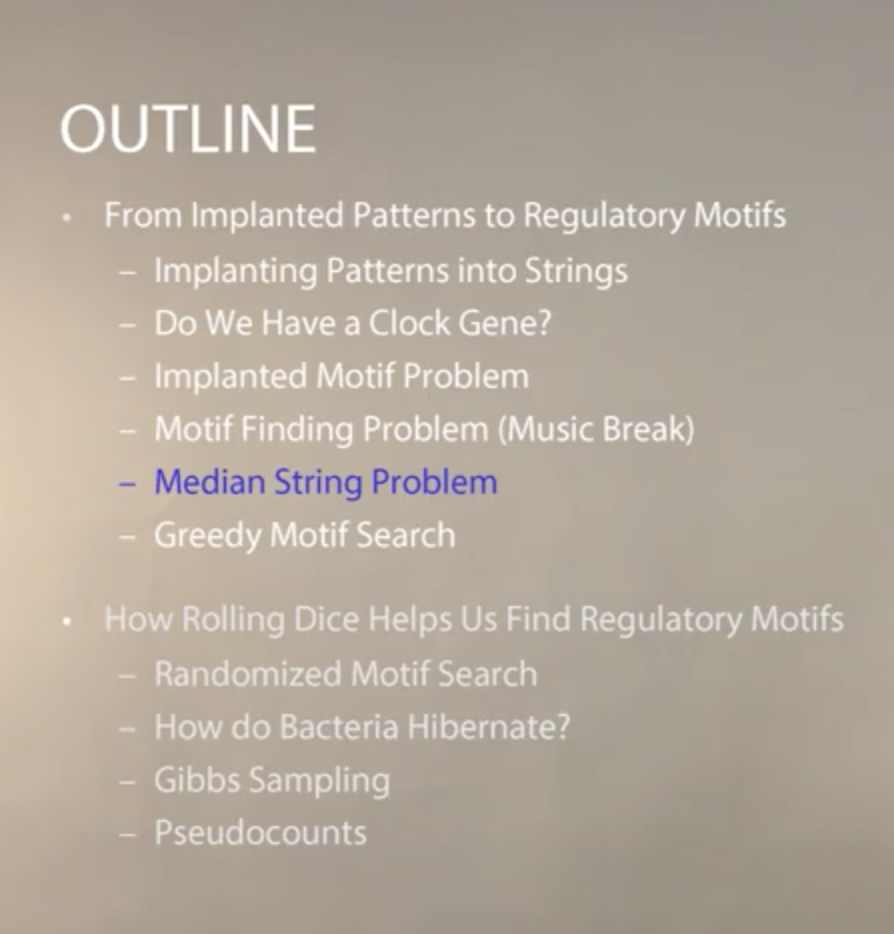 OUTLINE
• From Implanted Patterns to Regulatory Motifs
– Implanting Patterns into Strings
– Do We Have a Clock Gene?
– Implanted Motif Problem
– Motif Finding Problem (Music Break)
– Median String Problem
– Greedy Motif Search
• How Rolling Dice Helps Us Find Regulatory Motifs
– Randomized Motif Search
– How do Bacteria Hibernate?
– Gibbs Sampling
– Pseudocounts